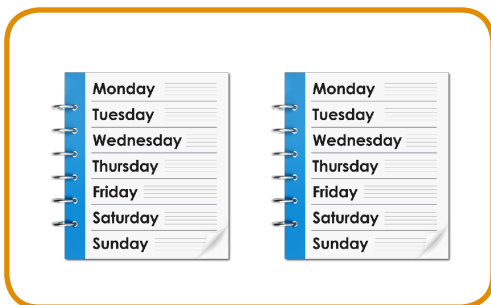 Monday
Tuesday
Wednesday
Thursday
Friday
Saturday
Sunday
Monday
Tuesday
Wednesday
Thursday
Friday
Saturday
Sunday